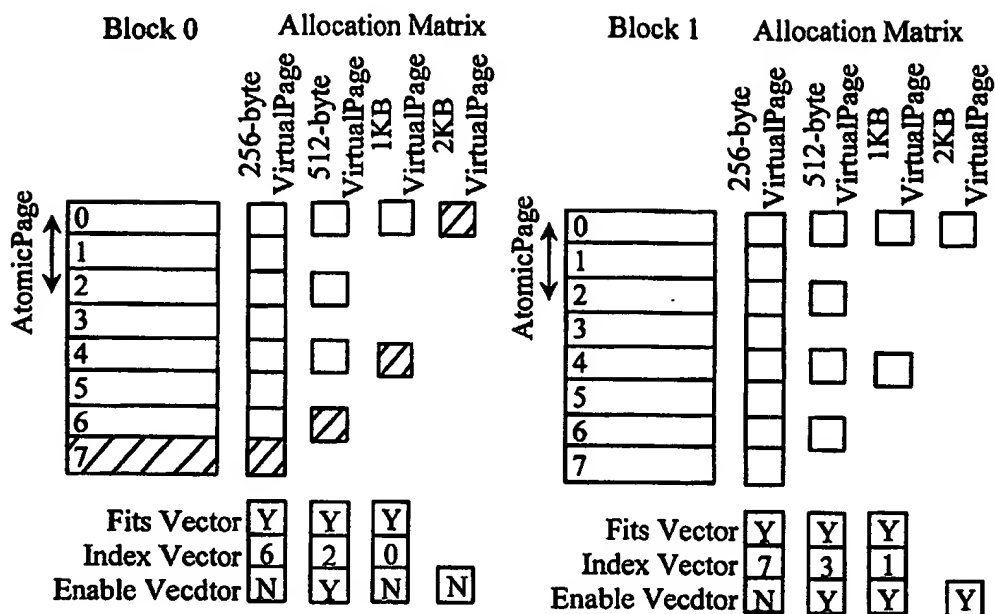 Block 0
Allocation Matrix
256-byte
VirtualPage
512-byte
VirtualPage
1KB
VirtualPage
2KB
VirtualPage
AtomicPage
0
1
2
3
4
5
6
7
Fits Vector Y Y Y
Index Vector 6 2 0
Enable Vecdtor N Y N N
Block 1
Allocation Matrix
256-byte
VirtualPage
512-byte
VirtualPage
1KB
VirtualPage
2KB
VirtualPage
AtomicPage
0
1
2
3
4
5
6
7
Fits Vector Y Y Y
Index Vector 7 3 1
Enable Vecdtor N Y Y Y